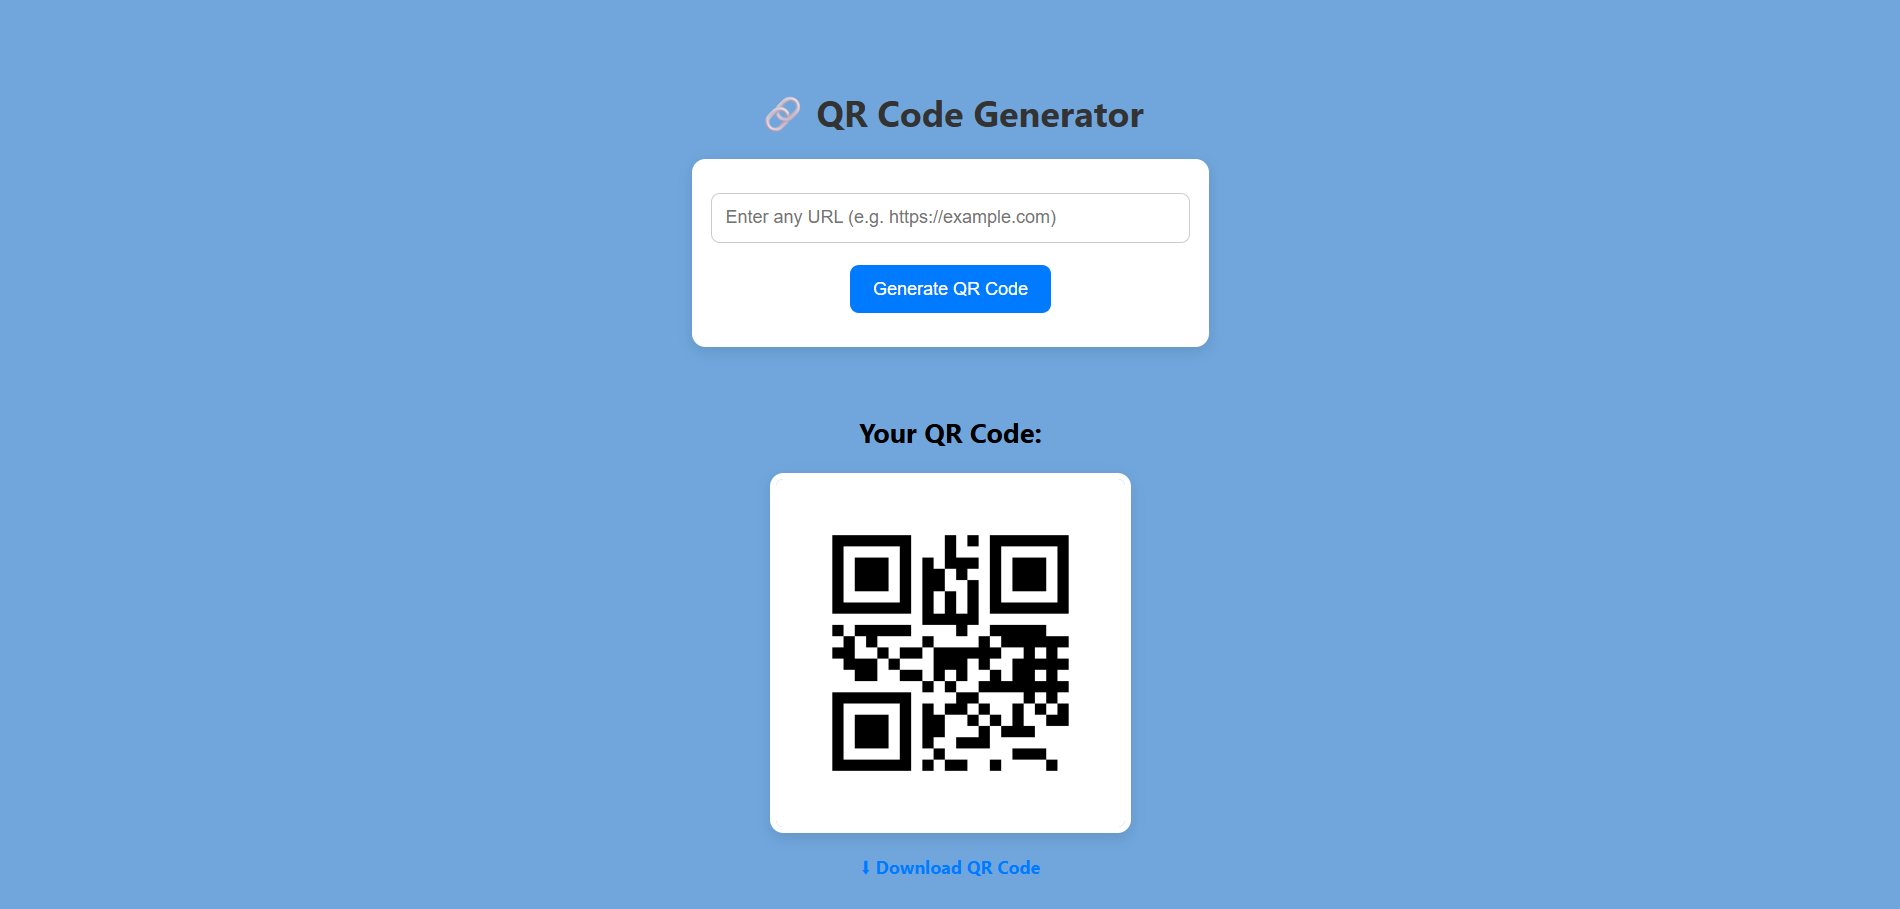 🔗 QR Code Generator
Enter any URL (e.g. https://example.com)
Generate QR Code
Your QR Code:
⬇ Download QR Code